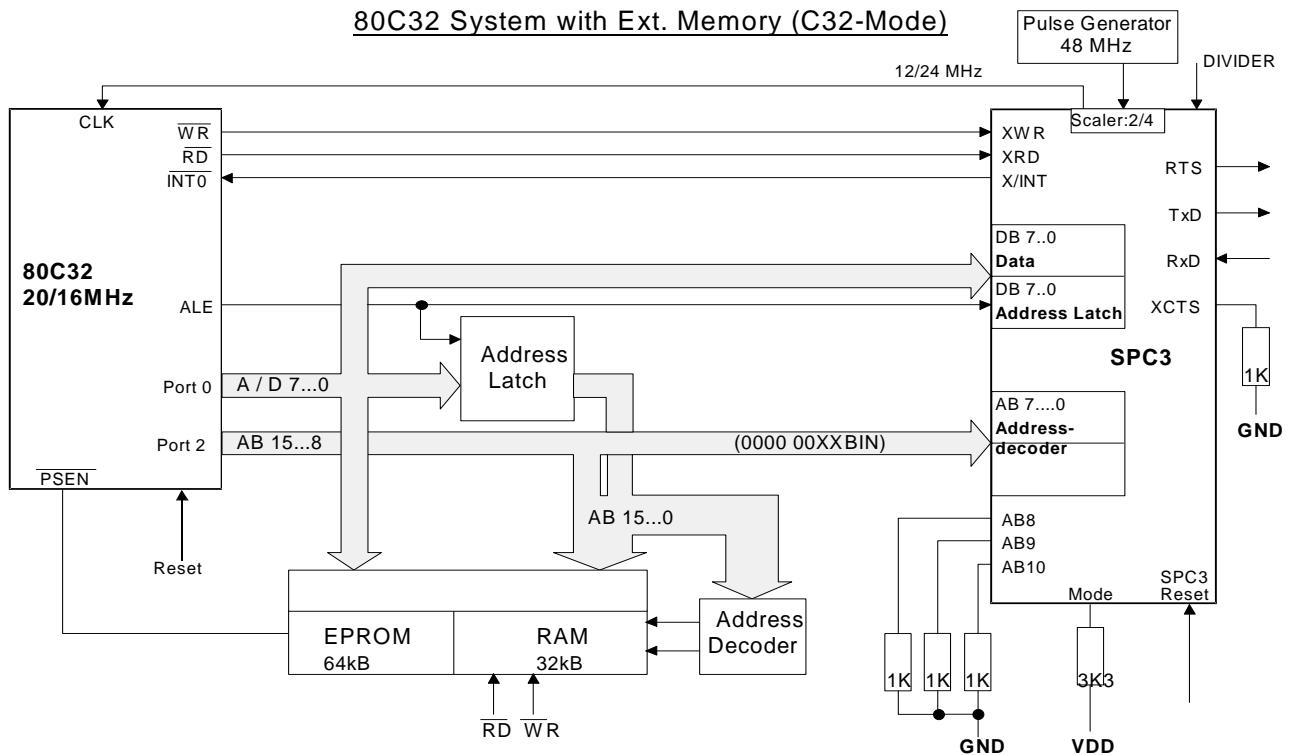 80C32 System with Ext. Memory (C32-Mode)
Pulse Generator
48 MHz
DIVIDER
12/24 MHz
CLK
Scaler:2/4
WR
RD
INT0
XWR
XRD
X/INT
RTS
TxD
RxD
XCTS
80C32
20/16MHz
DB 7..0
Data
DB 7..0
Address Latch
ALE
SPC3
Address
Latch
1K
GND
Port 0
A / D 7...0
Port 2
AB 15...8
(0000 00XXBIN)
AB 7....0
Address-
decoder
PSEN
Reset
AB 15...0
AB8
AB9
AB10
Mode
SPC3
Reset
EPROM
64kB
RAM
32kB
Address
Decoder
1K
1K
1K
3K3
RD
WR
GND
VDD